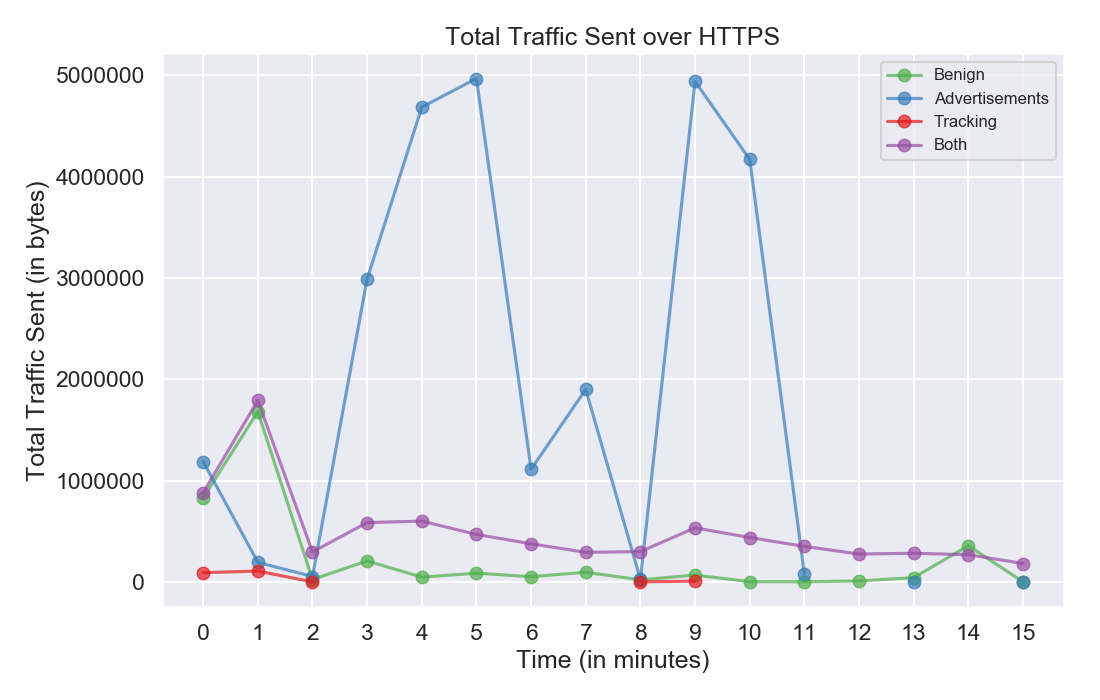 Total Traffic Sent over HTTPS
Total Traffic Sent (in bytes)
5000000
4000000
3000000
2000000
1000000
0
Benign
Advertisements
Tracking
Both
0 1 2 3 4 5 6 7 8 9 10 11 12 13 14 15
Time (in minutes)